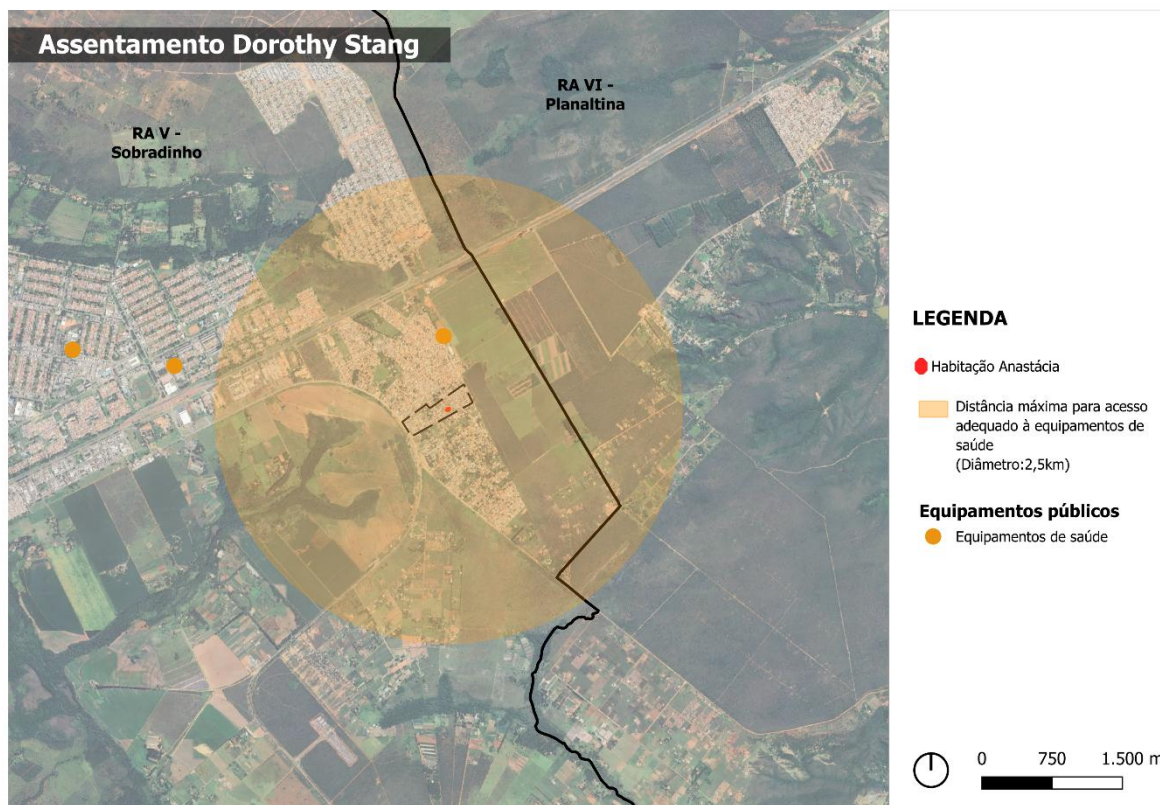 Assentamento Dorothy Stang
RA VI -
Planaltina
RA V -
Sobradinho
LEGENDA
Habitação Anastácia
Distância máxima para acesso
adequado à equipamentos de
saúde
(Diâmetro:2,5km)
Equipamentos públicos
Equipamentos de saúde
0 750 1.500 m